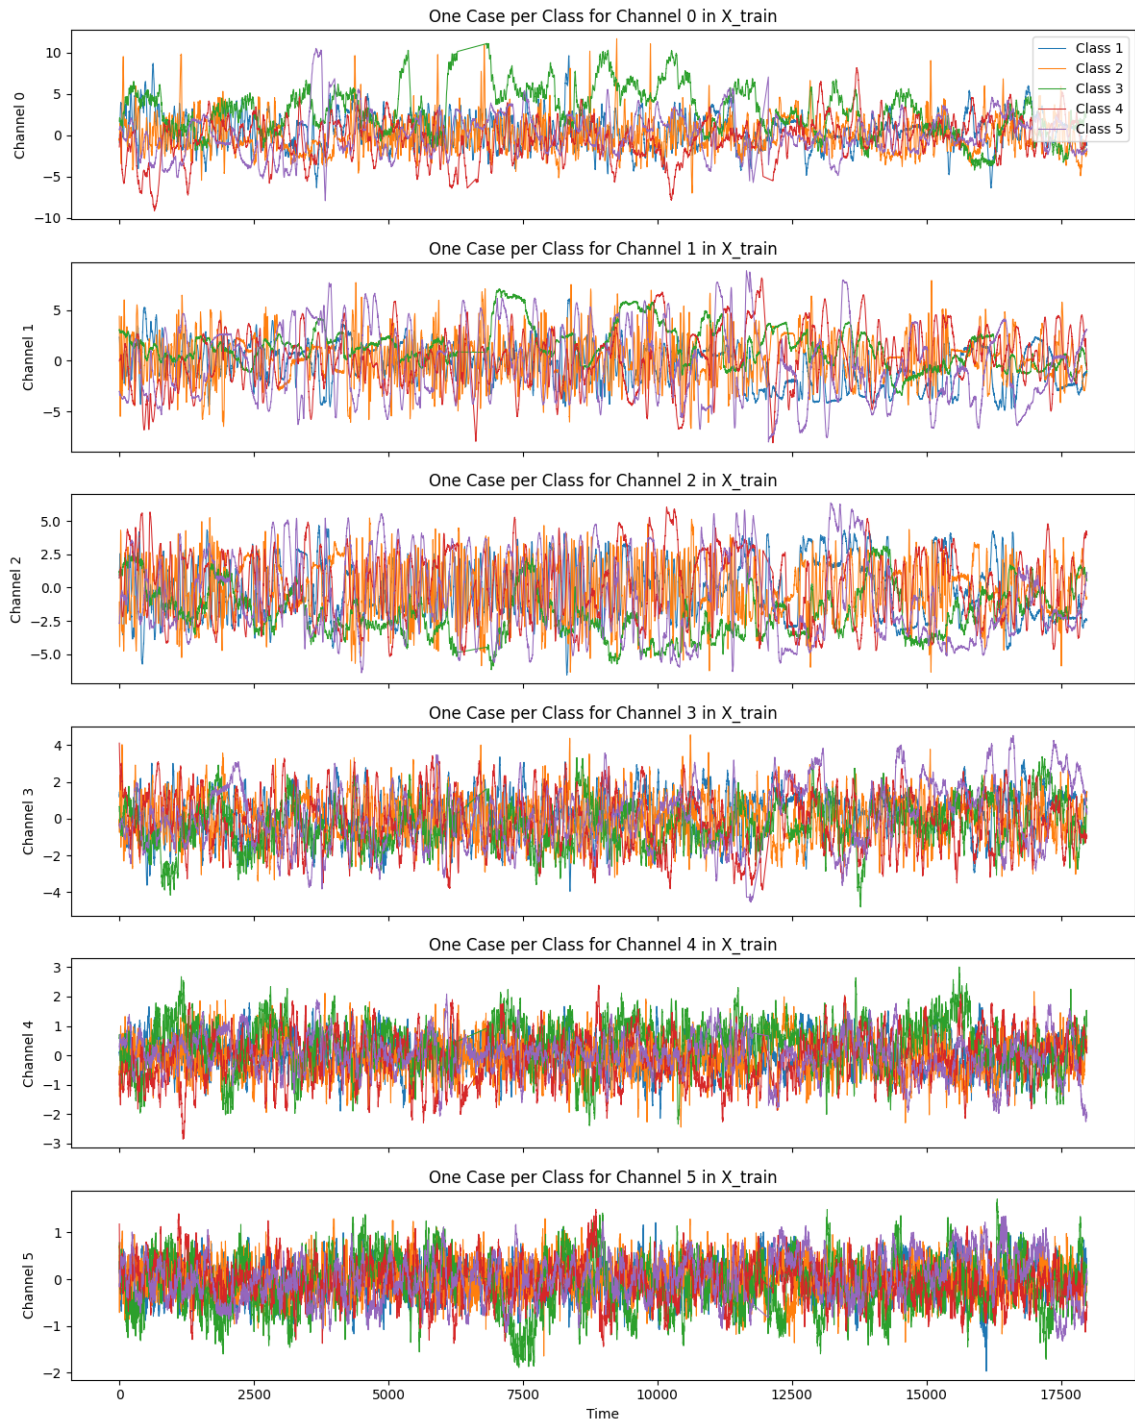 One Case per Class for Channel 0 in X_train
10
5
0
−5
−10
Channel 0
Class 1
Class 2
Class 3
Class 4
Class 5
One Case per Class for Channel 1 in X_train
5
0
−5
Channel 1
One Case per Class for Channel 2 in X_train
5.0
2.5
0.0
−2.5
−5.0
Channel 2
One Case per Class for Channel 3 in X_train
4
2
0
−2
−4
Channel 3
One Case per Class for Channel 4 in X_train
3
2
1
0
−1
−2
−3
Channel 4
One Case per Class for Channel 5 in X_train
1
0
−1
−2
Channel 5
0 2500 5000 7500 10000 12500 15000 17500
Time